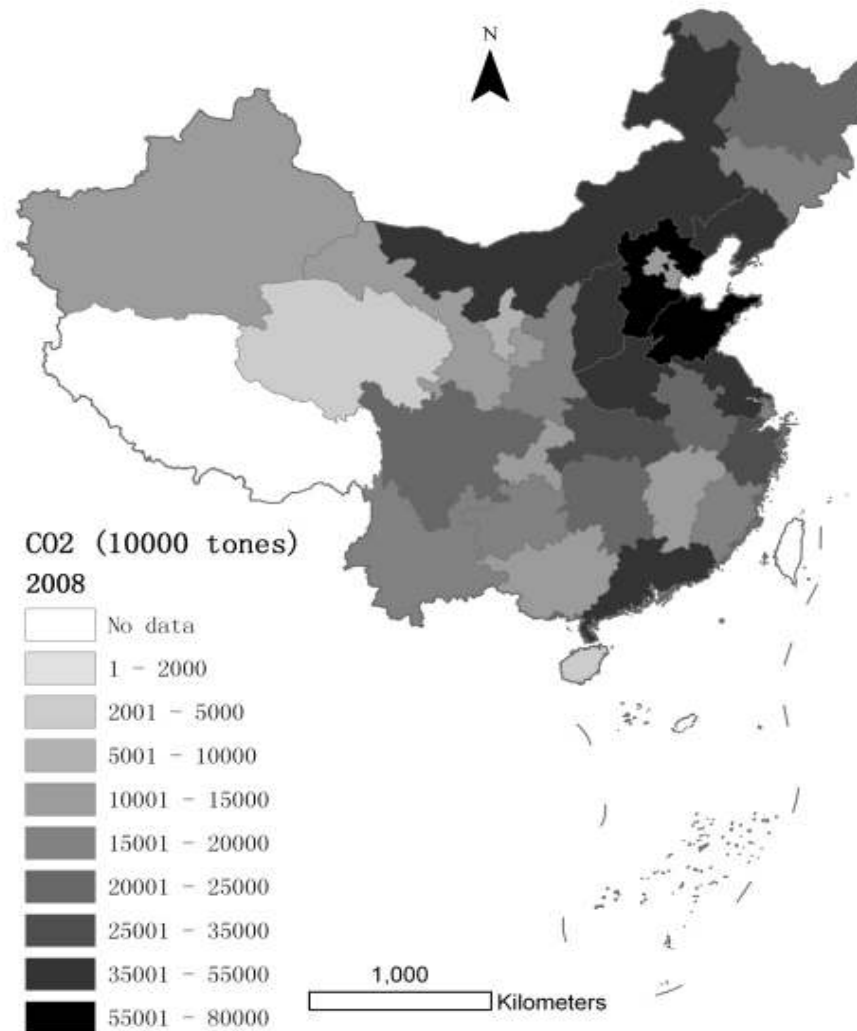 N
CO2 (10000 tones)
2008
No data
1 - 2000
2001 - 5000
5001 - 10000
10001 - 15000
15001 - 20000
20001 - 25000
25001 - 35000
35001 - 55000
55001 - 80000
1,000
Kilometers